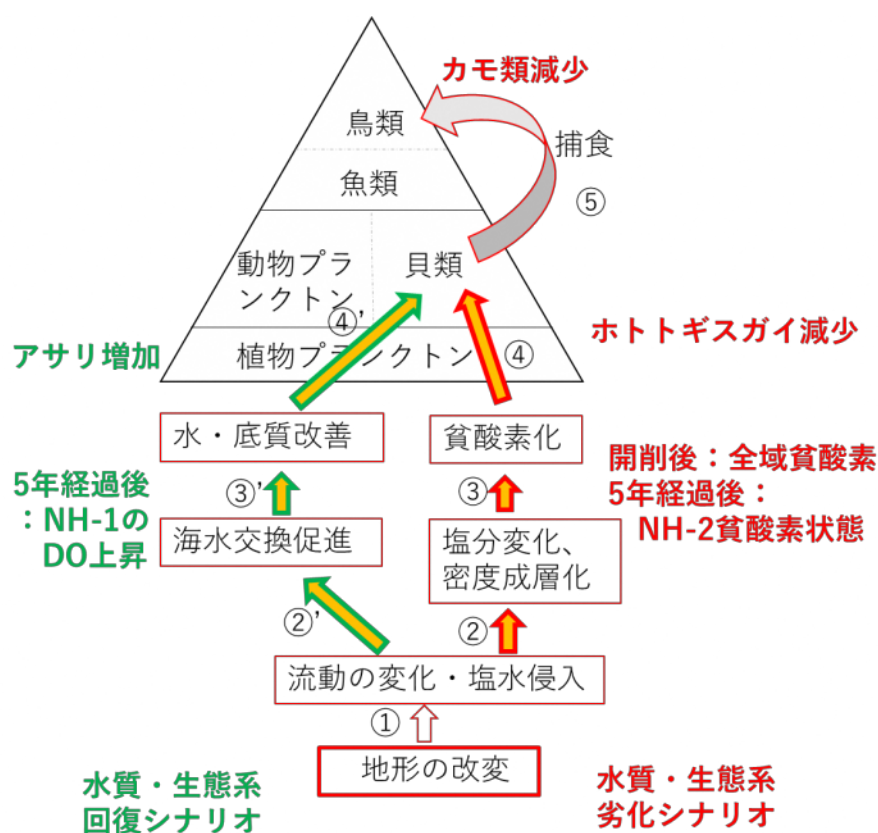 カモ類減少
鳥類
捕食
魚類
⑤
動物プラ
ンクトン
貝類
④’
ホトトギスガイ減少
アサリ増加
植物プランクトン
④
水・底質改善
貧酸素化
5年経過後
:NH-1の
DO上昇
③’
③
開削後:全域貧酸素
5年経過後:
NH-2貧酸素状態
海水交換促進
塩分変化、
密度成層化
②’
②
流動の変化・塩水侵入
①
地形の改変
水質・生態系
回復シナリオ
水質・生態系
劣化シナリオ